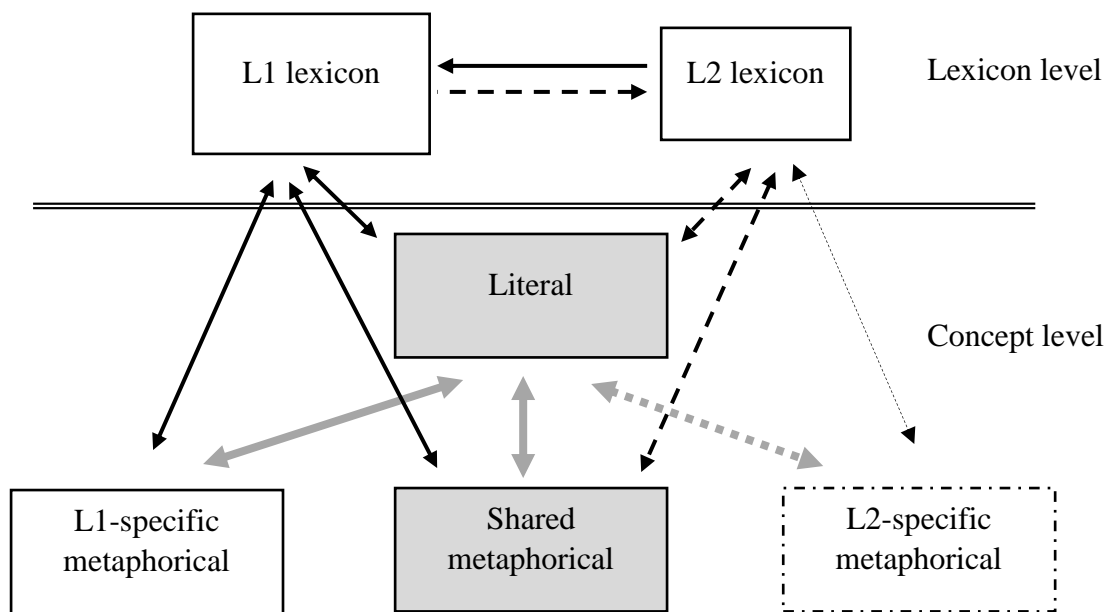 L1 lexicon
L2 lexicon
Lexicon level
Literal
Concept level
L1-specific
metaphorical
Shared
metaphorical
L2-specific
metaphorical